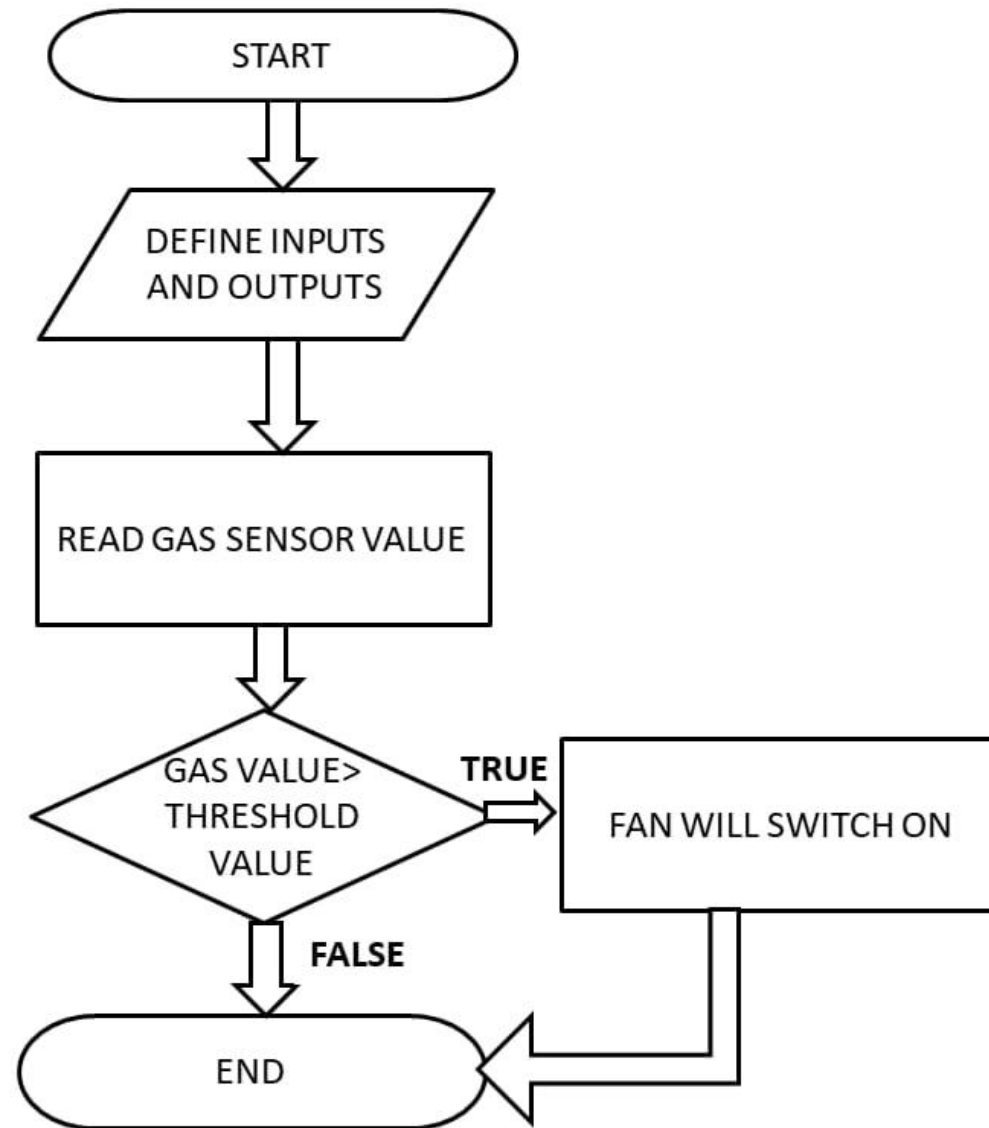 START
DEFINE INPUTS
AND OUTPUTS
READ GAS SENSOR VALUE
GAS VALUE>
THRESHOLD
VALUE
TRUE
FAN WILL SWITCH ON
FALSE
END